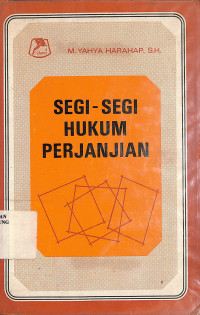 M. YAHYA HARAHAP, S.H.
SEGI-SEGI
HUKUM
PERJANJIAN